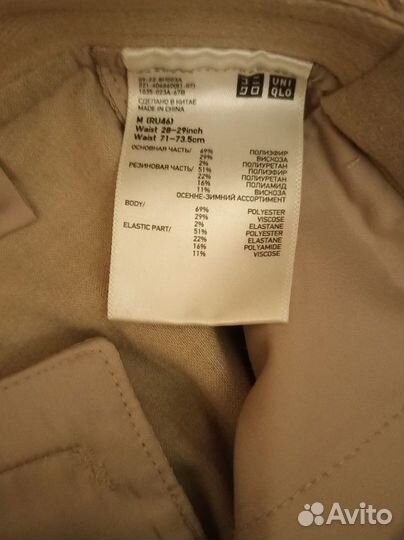 MADE IN CHINA
СДЕЛАНО В КИТАЕ
UNI
QLO
M (RU46)
Waist 28-29inch
Waist 71-73.5cm
ОСНОВНАЯ ЧАСТЬ/ 69% ПОЛИЭФИР
29% ВИСКОЗА
2% ПОЛИУРЕТАН
РЕЗИНОВАЯ ЧАСТЬ/ 51% ПОЛИЭФИР
22% ПОЛИУРЕТАН
16% ПОЛИАМИД
11% ВИСКОЗА
ОСЕННЕ-ЗИМНИЙ АССОРТИМЕНТ
BODY/ 69% POLYESTER
29% VISCOSE
2% ELASTANE
ELASTIC PART/ 51% POLYESTER
22% ELASTANE
16% POLYAMIDE
11% VISCOSE
Avito